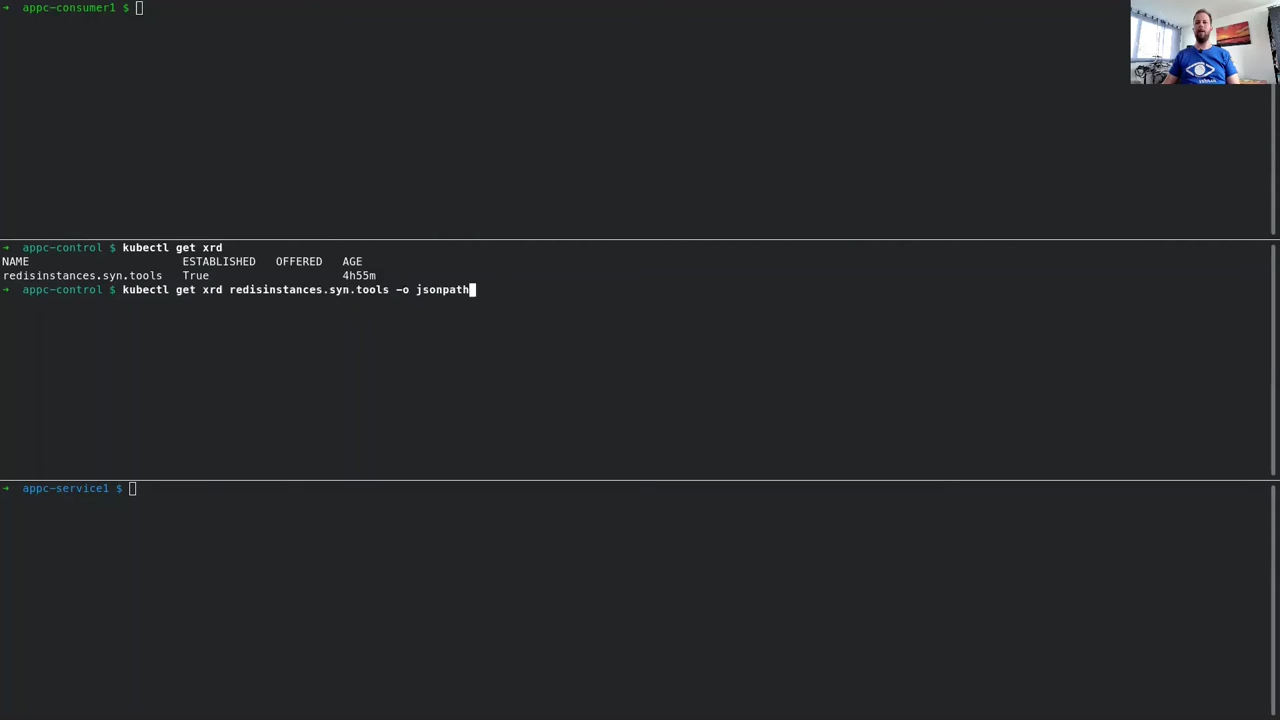 ➜ appc-consumer1 $
➜ appc-control $ kubectl get xrd
NAME ESTABLISHED OFFERED AGE
redisinstances.syn.tools True 4h55m
➜ appc-control $ kubectl get xrd redisinstances.syn.tools -o jsonpath
➜ appc-service1 $